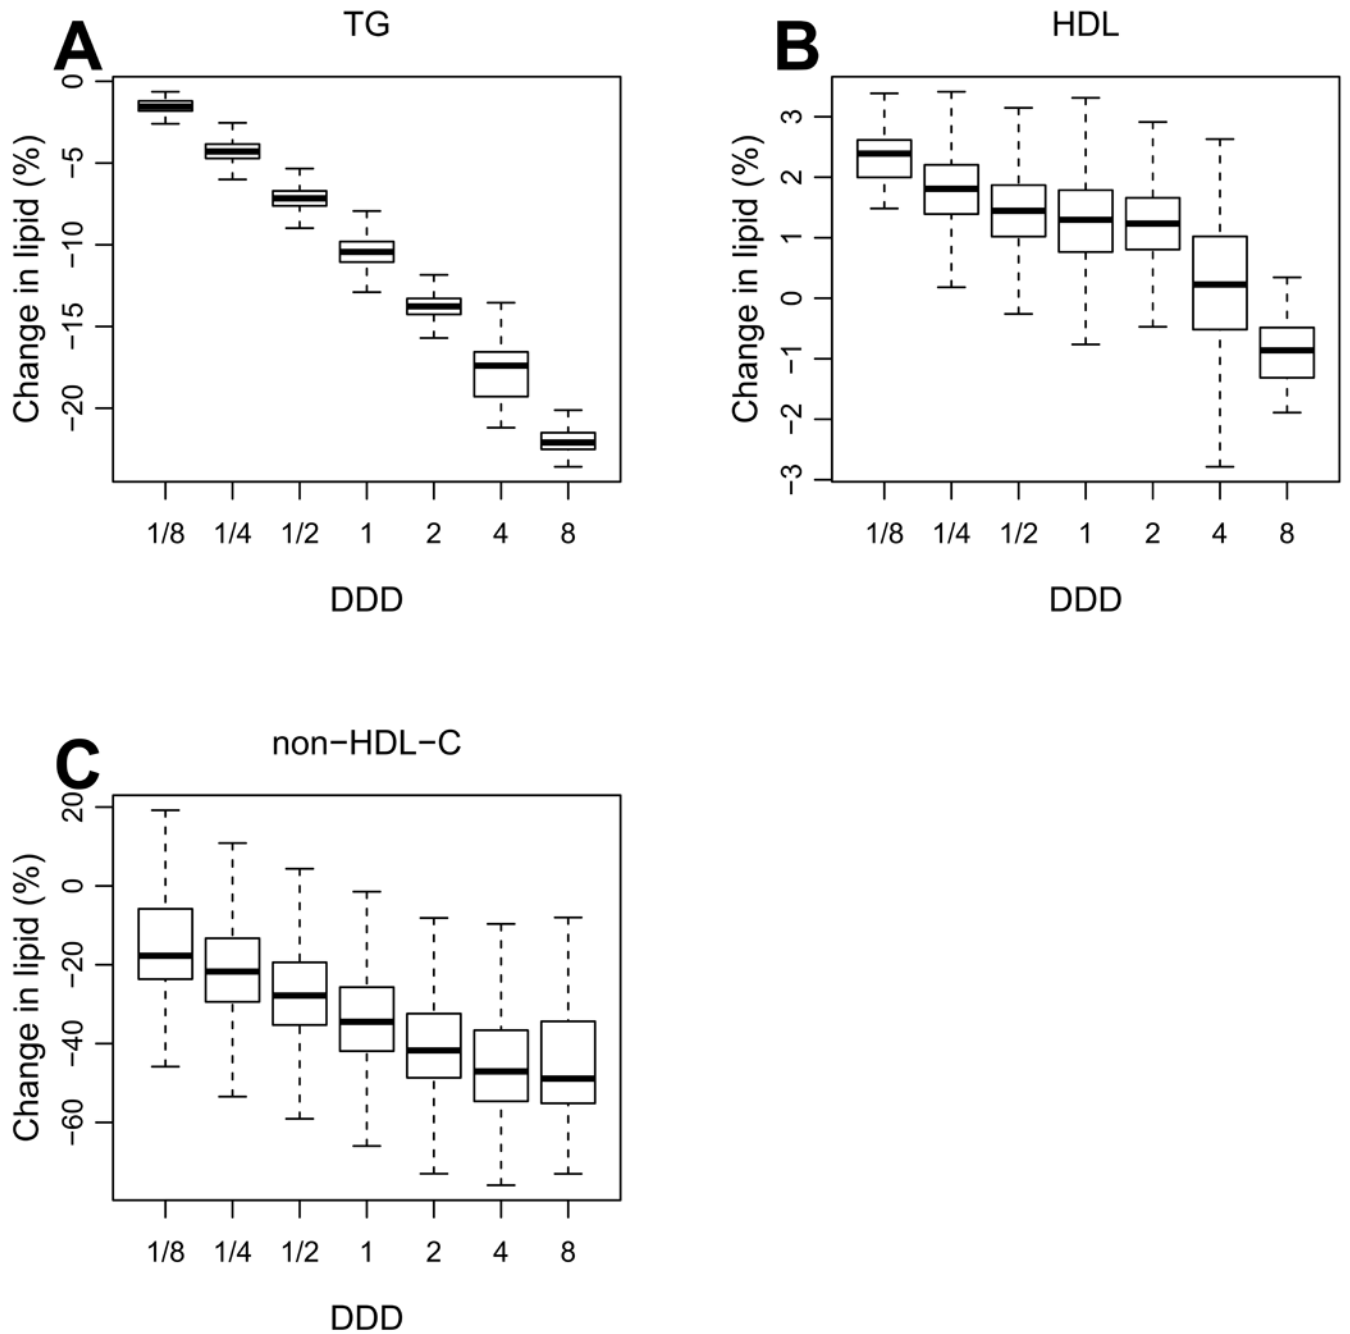 A
TG
0
−5
−10
−15
−20
Change in lipid (%)
1/8 1/4 1/2 1 2 4 8
DDD
B
HDL
3
2
1
0
−1
−2
−3
Change in lipid (%)
1/8 1/4 1/2 1 2 4 8
DDD
C
non−HDL−C
20
0
−20
−40
−60
Change in lipid (%)
1/8 1/4 1/2 1 2 4 8
DDD